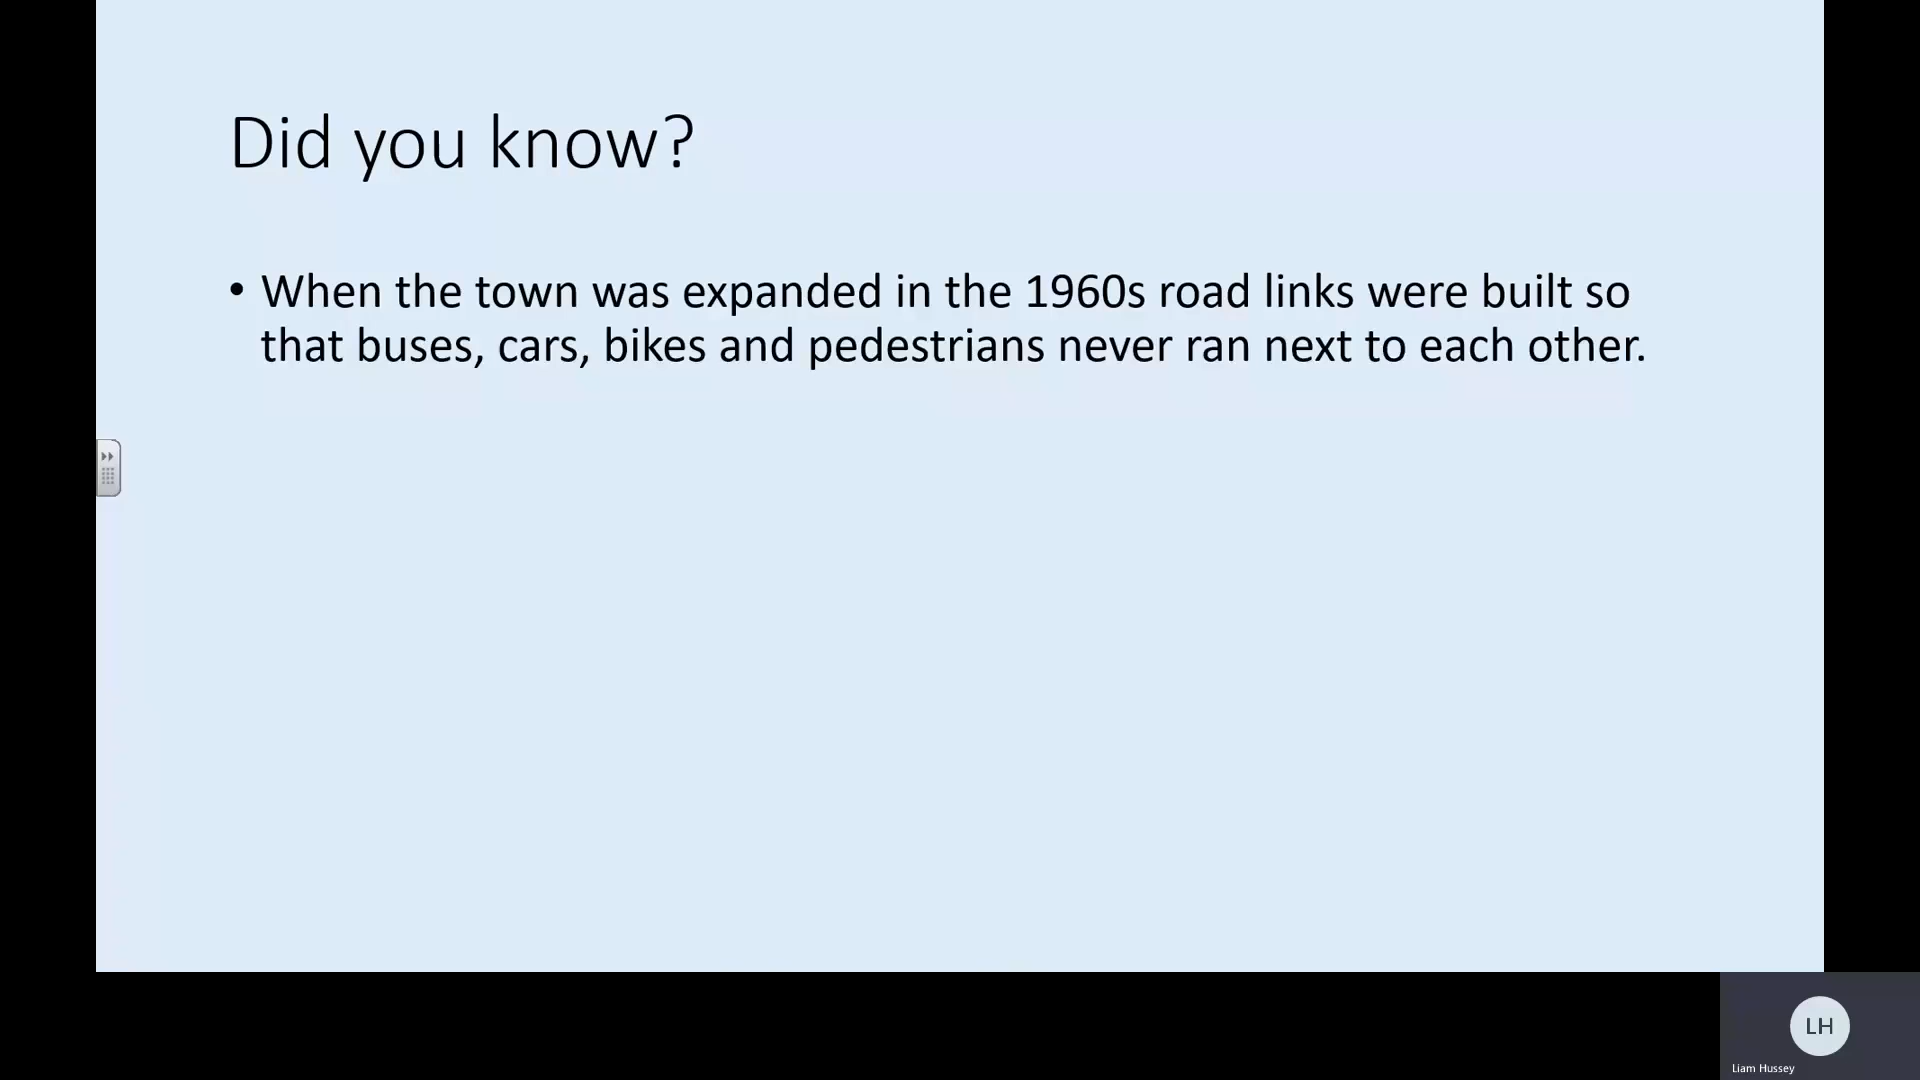 Did you know?
• When the town was expanded in the 1960s road links were built so
that buses, cars, bikes and pedestrians never ran next to each other.
LH
Liam Hussey